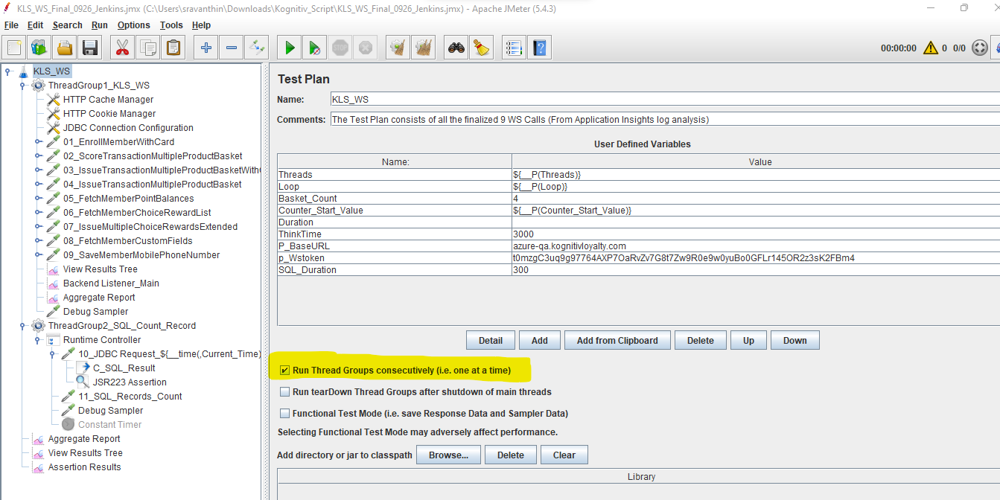 KLS_WS_Final_0926_Jenkins.jmx (C:\Users\sravanthin\Downloads\Kognitiv_Script\KLS_WS_Final_0926_Jenkins.jmx) - Apache JMeter (5.4.3)
File Edit Search Run Options Tools Help
STOP
00:00:00 0 0/0
KLS_WS
ThreadGroup1_KLS_WS
HTTP Cache Manager
HTTP Cookie Manager
JDBC Connection Configuration
01_EnrollMemberWithCard
02_ScoreTransactionMultipleProductBasket
03_IssueTransactionMultipleProductBasketWith
04_IssueTransactionMultipleProductBasket
05_FetchMemberPointBalances
06_FetchMemberChoiceRewardList
07_IssueMultipleChoiceRewardsExtended
08_FetchMemberCustomFields
09_SaveMemberMobilePhoneNumber
View Results Tree
Backend Listener_Main
Aggregate Report
Debug Sampler
ThreadGroup2_SQL_Count_Record
Runtime Controller
10_JDBC Request_${__time(,Current_Time)
C_SQL_Result
JSR223 Assertion
11_SQL_Records_Count
Debug Sampler
Constant Timer
Aggregate Report
View Results Tree
Assertion Results
Test Plan
Name: KLS_WS
Comments: The Test Plan consists of all the finalized 9 WS Calls (From Application Insights log analysis)
User Defined Variables
Name: Value
Threads ${__P(Threads)}
Loop ${__P(Loop)}
Basket_Count 4
Counter_Start_Value ${__P(Counter_Start_Value)}
Duration
ThinkTime 3000
P_BaseURL azure-qa.kognitivloyalty.com
p_Wstoken t0mzgC3uq9g97764AXP7OaRvZv7G8t7Zw9R0e9w0yuBo0GFLr145OR2z3sK2FBm4
SQL_Duration 300
Detail Add Add from Clipboard Delete Up Down
Run Thread Groups consecutively (i.e. one at a time)
Run tearDown Thread Groups after shutdown of main threads
Functional Test Mode (i.e. save Response Data and Sampler Data)
Selecting Functional Test Mode may adversely affect performance.
Add directory or jar to classpath Browse... Delete Clear
Library